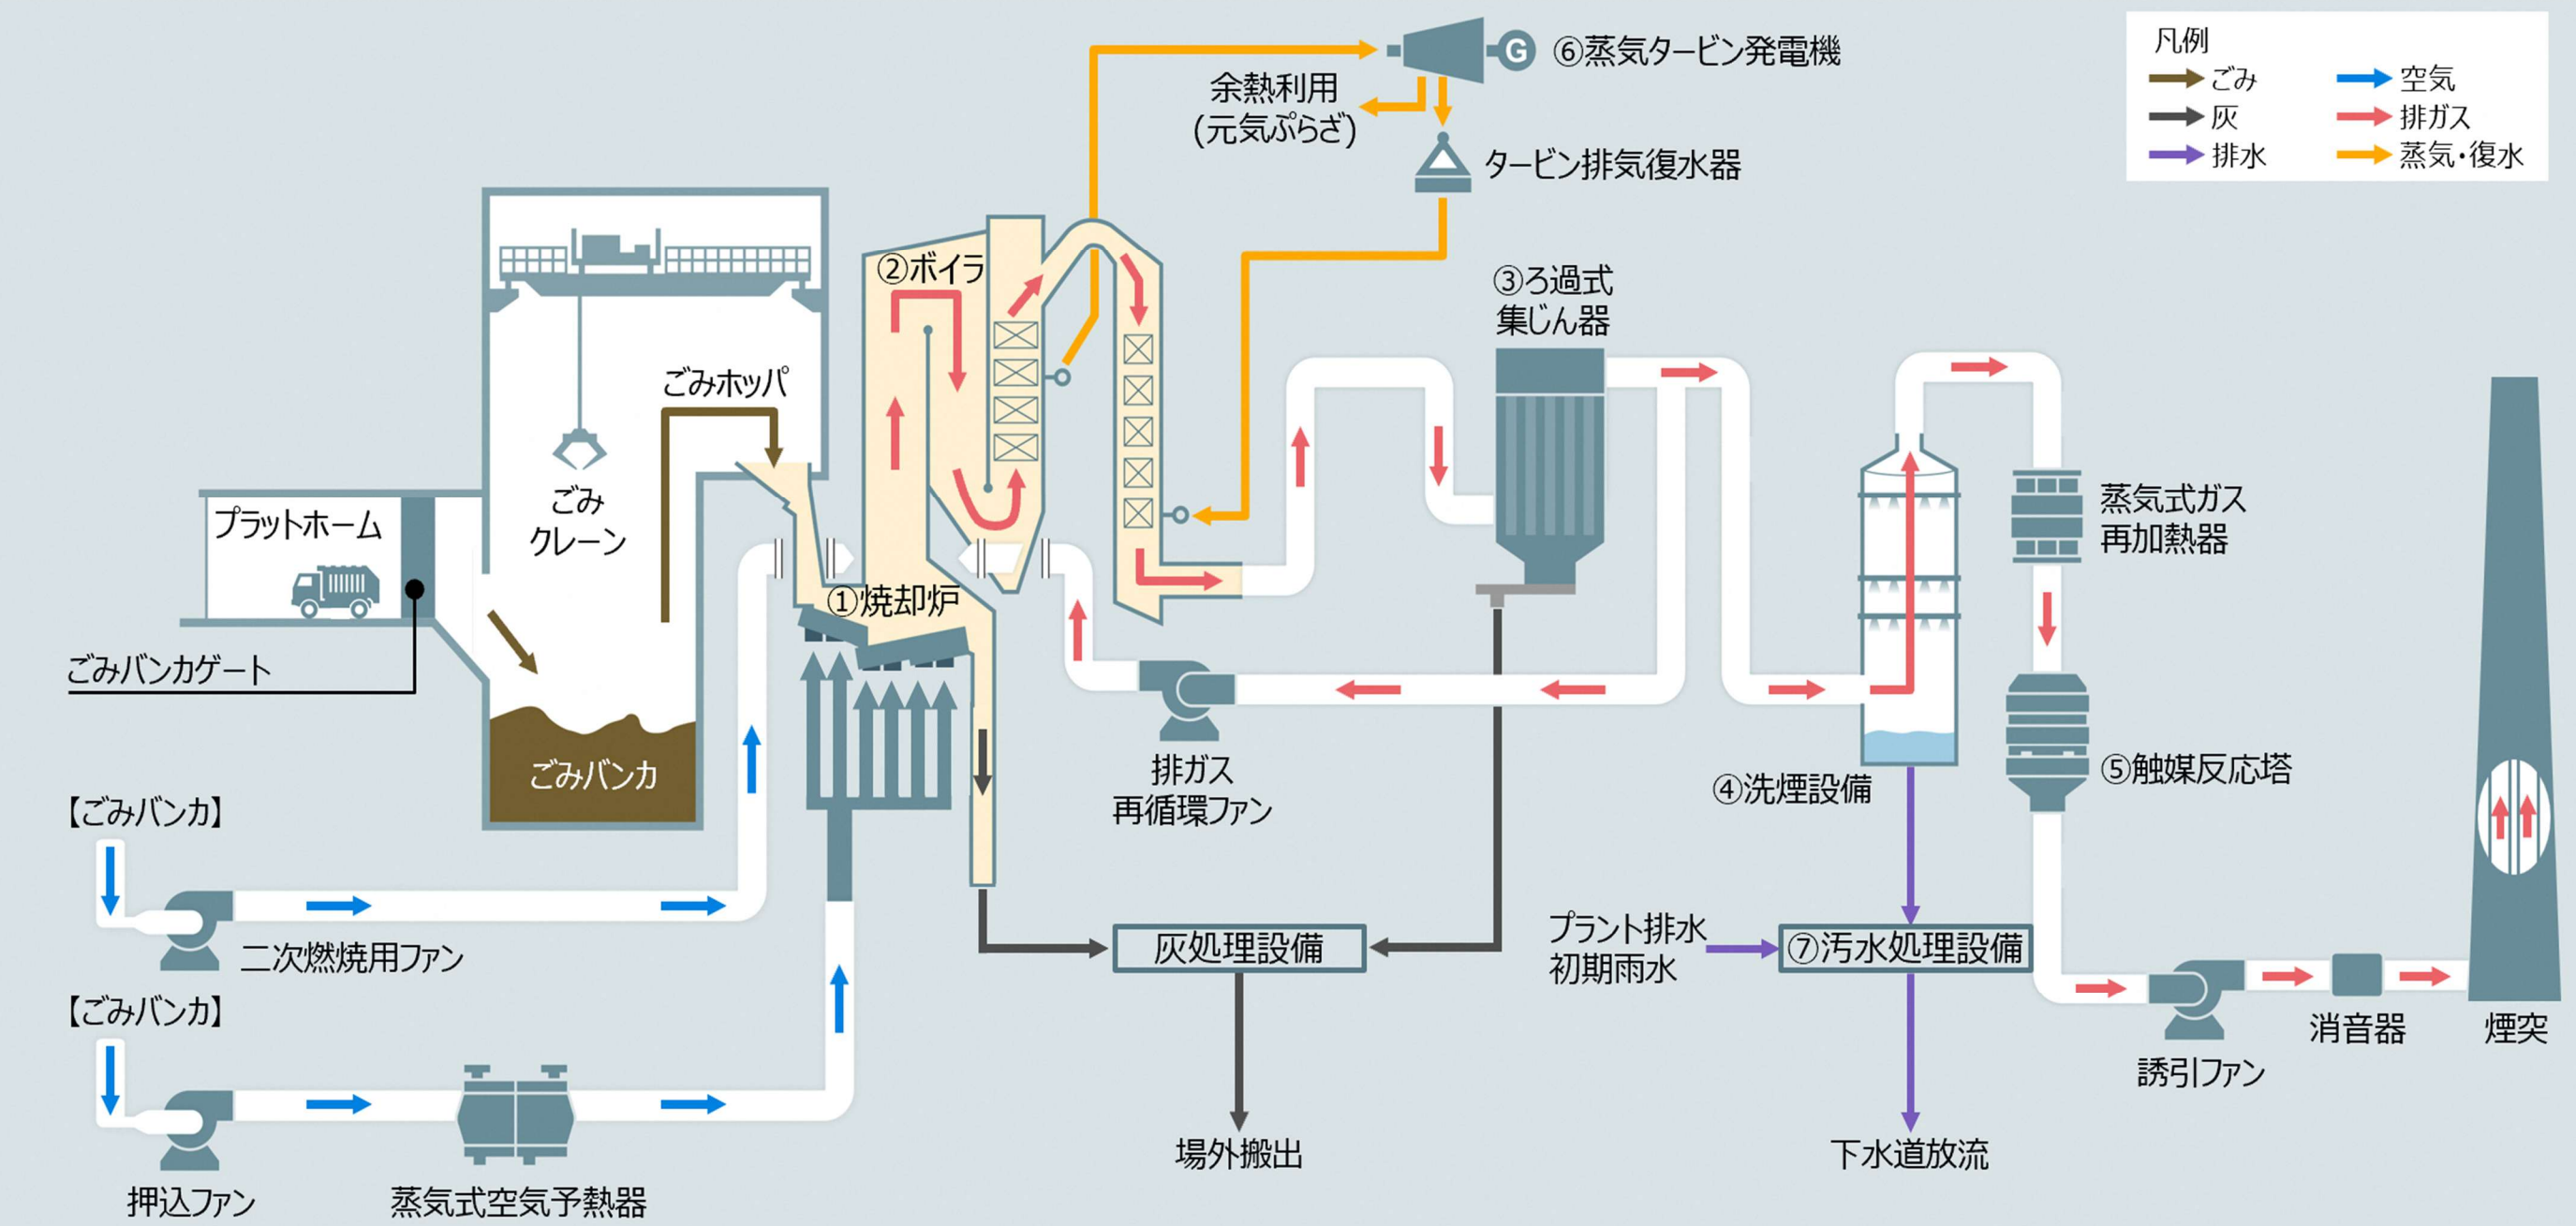 ⑥蒸気タービン発電機
G
余熱利用
(元気ぷらざ)
タービン排気復水器
凡例
ごみ
空気
灰
排ガス
排水
蒸気・復水
②ボイラ
③ろ過式
集じん器
ごみホッパ
ごみ
クレーン
プラットホーム
蒸気式ガス
再加熱器
①焼却炉
ごみバンカゲート
ごみバンカ
排ガス
再循環ファン
④洗煙設備
⑤触媒反応塔
【ごみバンカ】
二次燃焼用ファン
灰処理設備
プラント排水
初期雨水
⑦汚水処理設備
【ごみバンカ】
消音器
煙突
誘引ファン
場外搬出
下水道放流
押込ファン
蒸気式空気予熱器